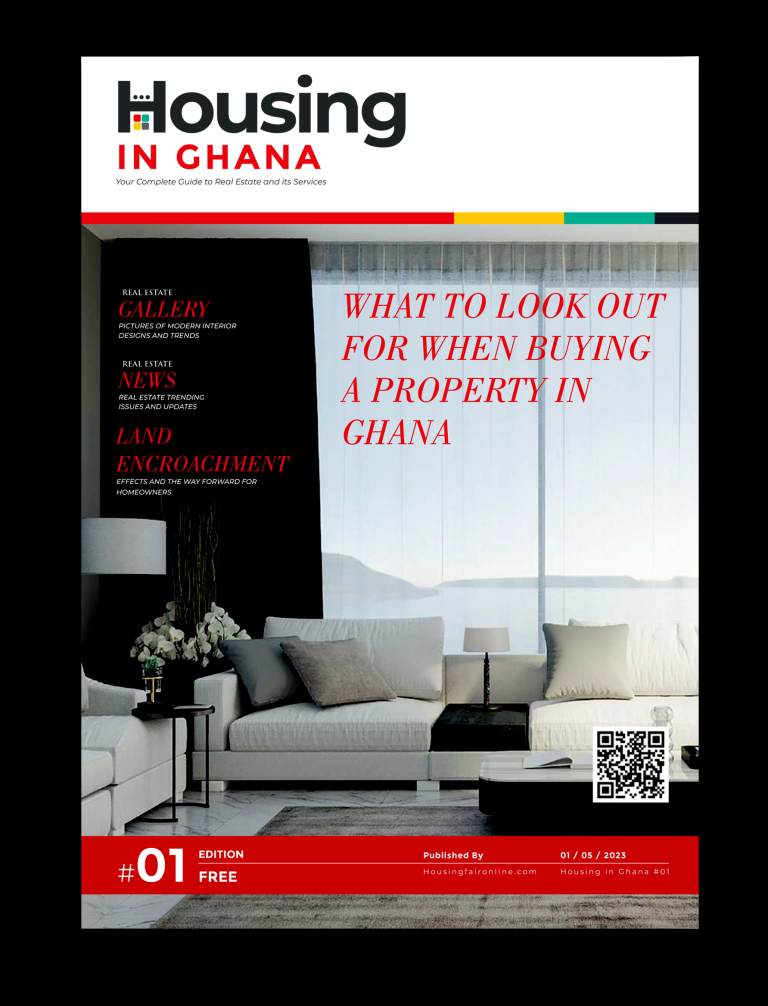 Housing
IN GHANA
Your Complete Guide to Real Estate and its Services
REAL ESTATE
GALLERY
PICTURES OF MODERN INTERIOR
DESIGNS AND TRENDS
REAL ESTATE
NEWS
REAL ESTATE TRENDING
ISSUES AND UPDATES
LAND
ENCROACHMENT
EFFECTS AND THE WAY FORWARD FOR
HOMEOWNERS
WHAT TO LOOK OUT
FOR WHEN BUYING
A PROPERTY IN
GHANA
#01
EDITION
FREE
Published By
Housingfaironline.com
01 / 05 / 2023
Housing in Ghana #01